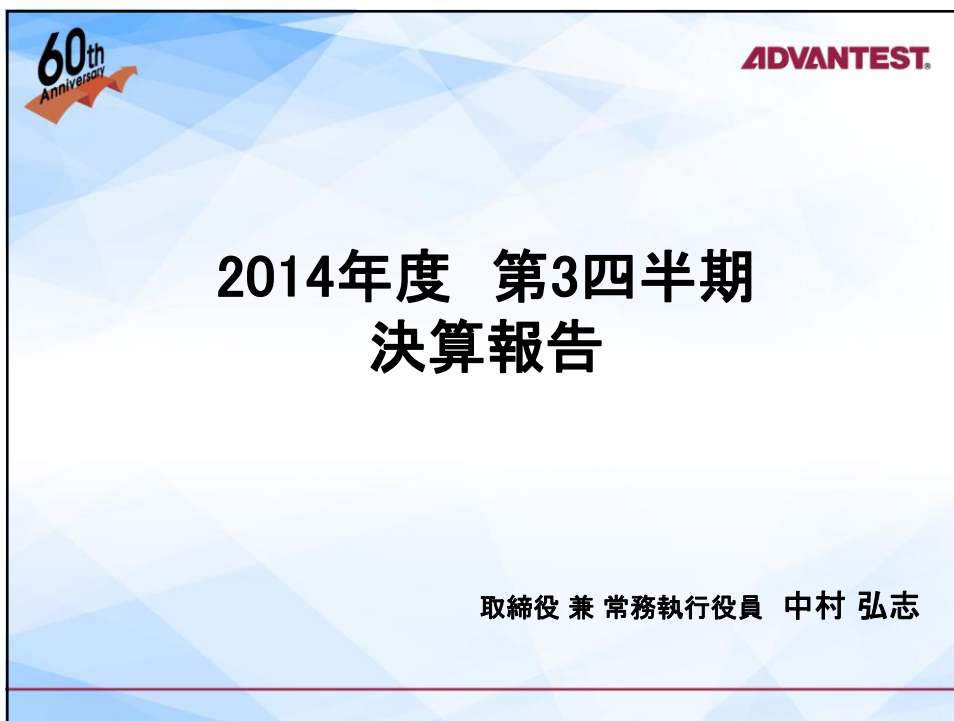 60th
Anniversary
ADVANTEST®
2014年度　第3四半期
決算報告
取締役 兼 常務執行役員　中村 弘志